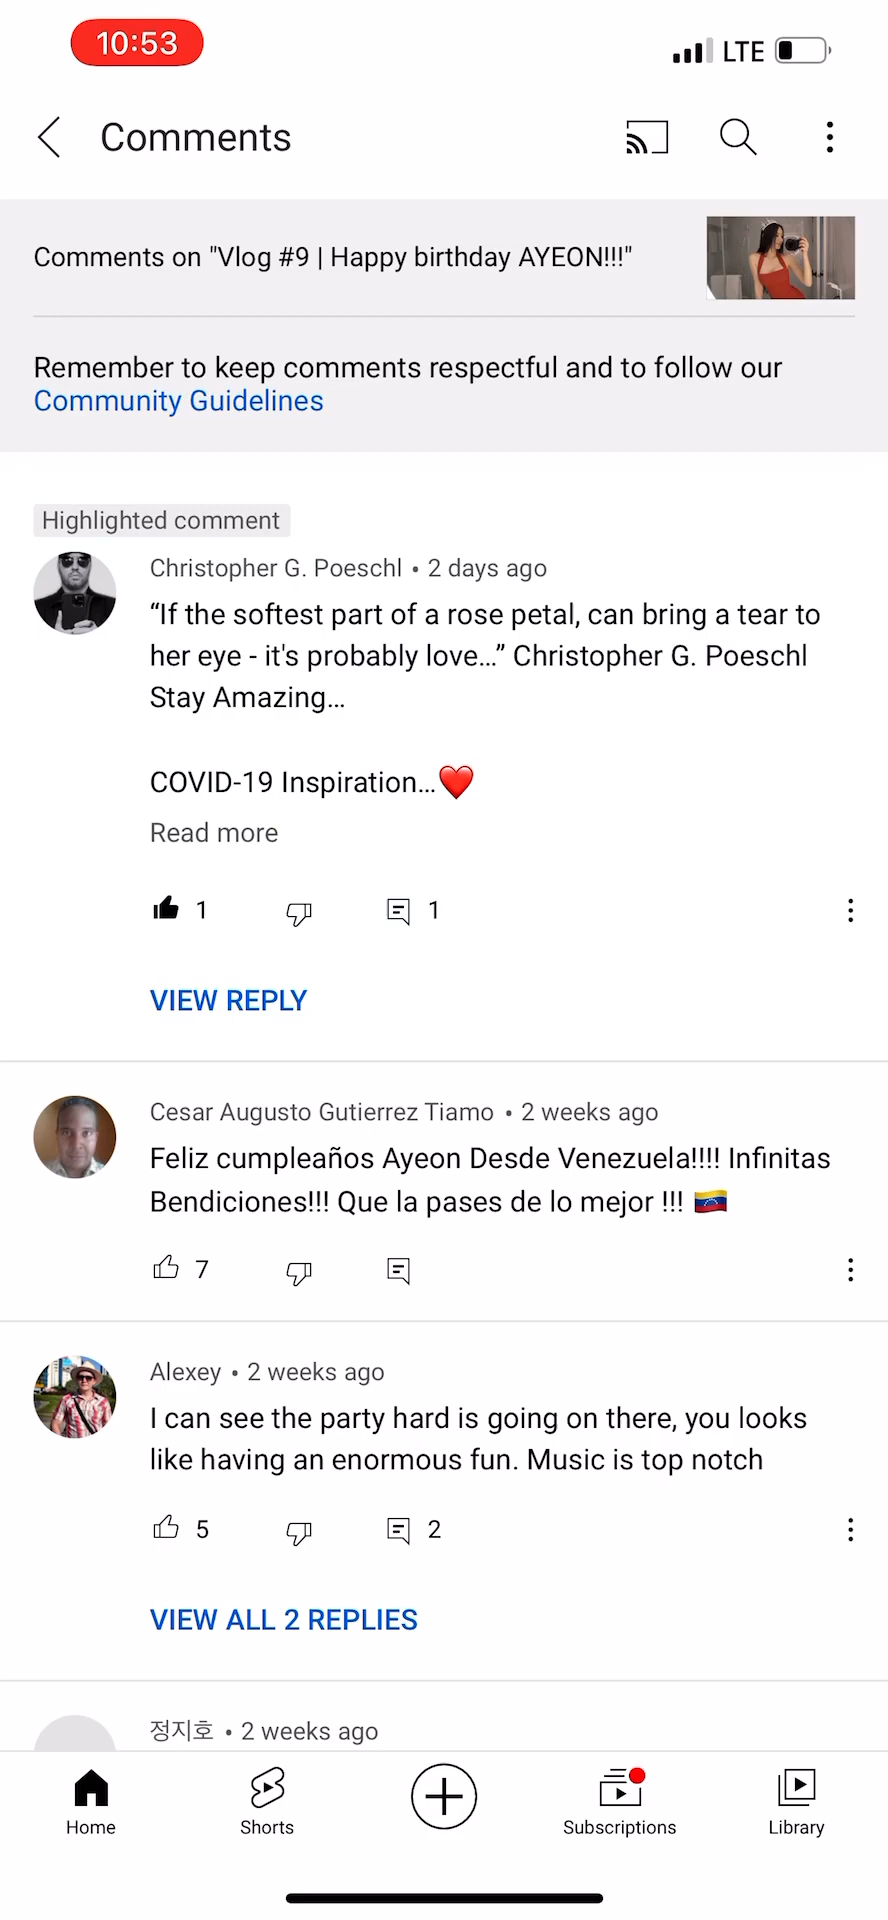 10:53
LTE
Comments
Comments on "Vlog #9 | Happy birthday AYEON!!!"
Remember to keep comments respectful and to follow our
Community Guidelines
Highlighted comment
Christopher G. Poeschl • 2 days ago
“If the softest part of a rose petal, can bring a tear to
her eye - it's probably love…” Christopher G. Poeschl
Stay Amazing…
COVID-19 Inspiration…❤️
Read more
1
1
VIEW REPLY
Cesar Augusto Gutierrez Tiamo • 2 weeks ago
Feliz cumpleaños Ayeon Desde Venezuela!!!! Infinitas
Bendiciones!!! Que la pases de lo mejor !!! 🇻🇪
7
Alexey • 2 weeks ago
I can see the party hard is going on there, you looks
like having an enormous fun. Music is top notch
5
2
VIEW ALL 2 REPLIES
정지호 • 2 weeks ago
Home
Shorts
Subscriptions
Library